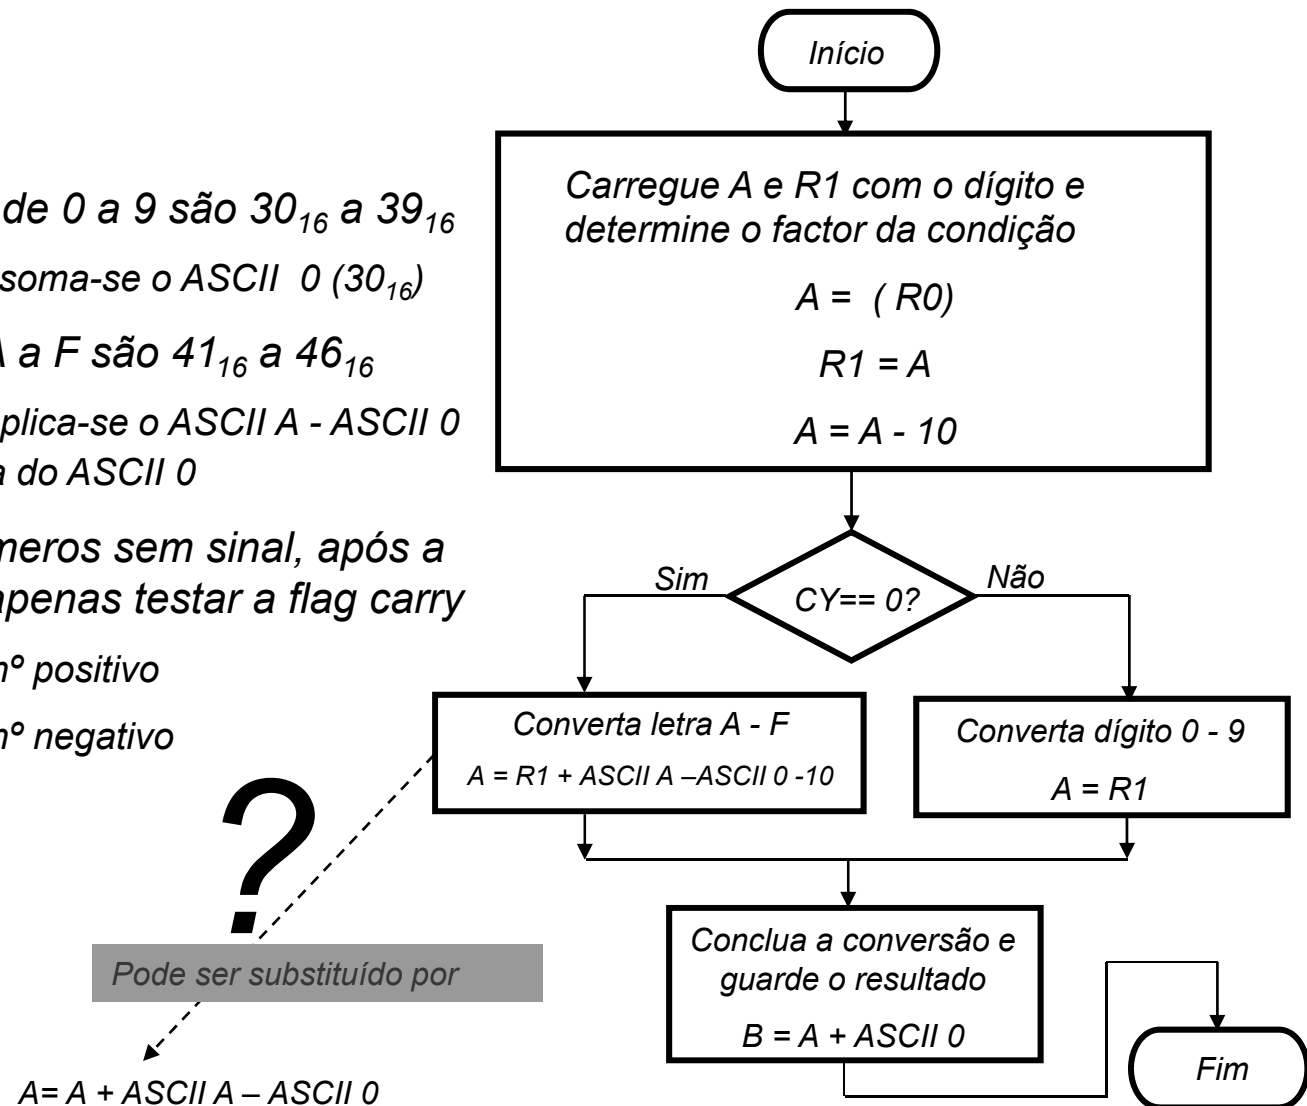 de 0 a 9 são 30₁₆ a 39₁₆
soma-se o ASCII 0 (30₁₆)
A a F são 41₁₆ a 46₁₆
plica-se o ASCII A - ASCII 0
a do ASCII 0
meros sem sinal, após a
apenas testar a flag carry
nº positivo
nº negativo
?
Pode ser substituído por
A= A + ASCII A – ASCII 0
Início
Carregue A e R1 com o dígito e
determine o factor da condição
A = ( R0)
R1 = A
A = A - 10
Sim
CY== 0?
Não
Converta letra A - F
A = R1 + ASCII A –ASCII 0 -10
Converta dígito 0 - 9
A = R1
Conclua a conversão e
guarde o resultado
B = A + ASCII 0
Fim